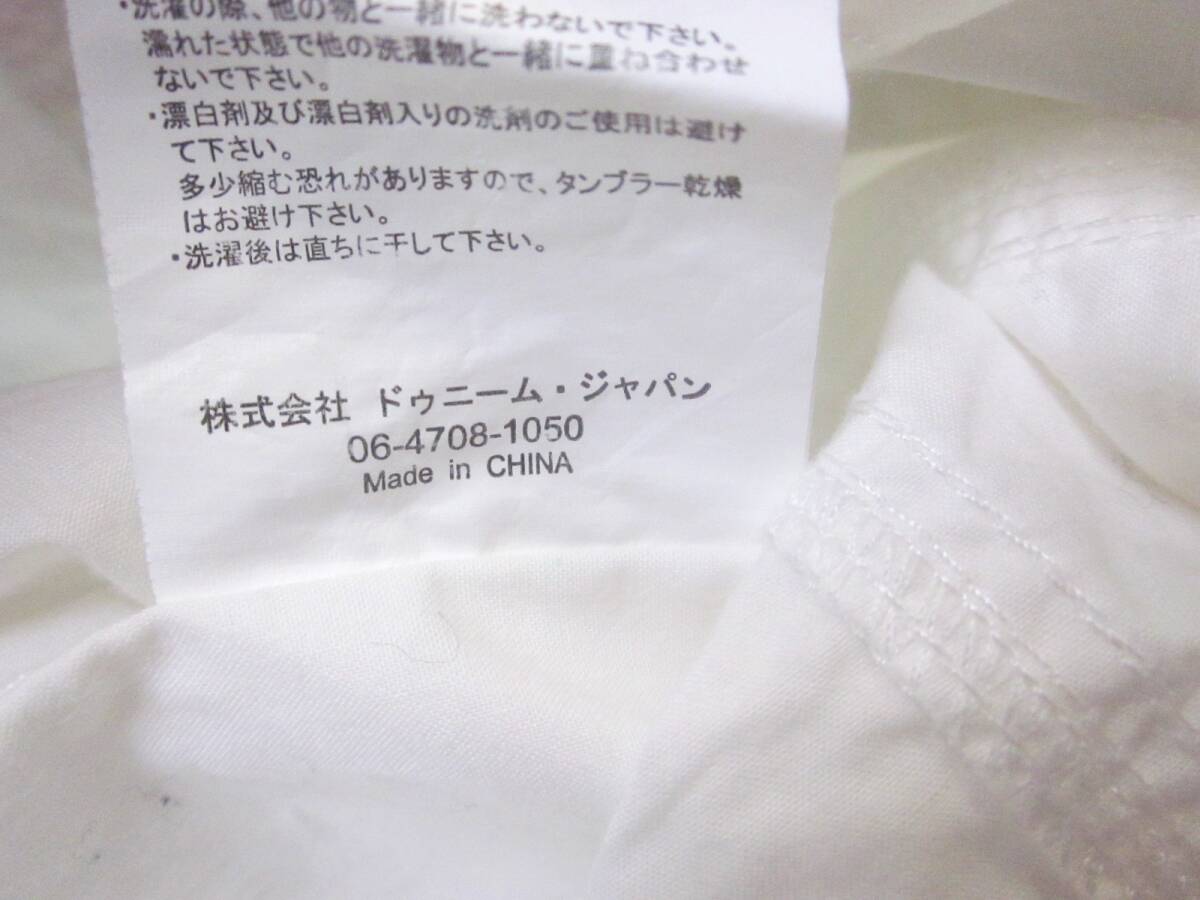 ・洗濯の際、他の物と一緒に洗わないで下さい。
濡れた状態で他の洗濯物と一緒に重ね合わせ
ないで下さい。
・漂白剤及び漂白剤入りの洗剤のご使用は避け
て下さい。
多少縮む恐れがありますので、タンブラー乾燥
はお避け下さい。
・洗濯後は直ちに干して下さい。
株式会社 ドゥニーム・ジャパン
06-4708-1050
Made in CHINA